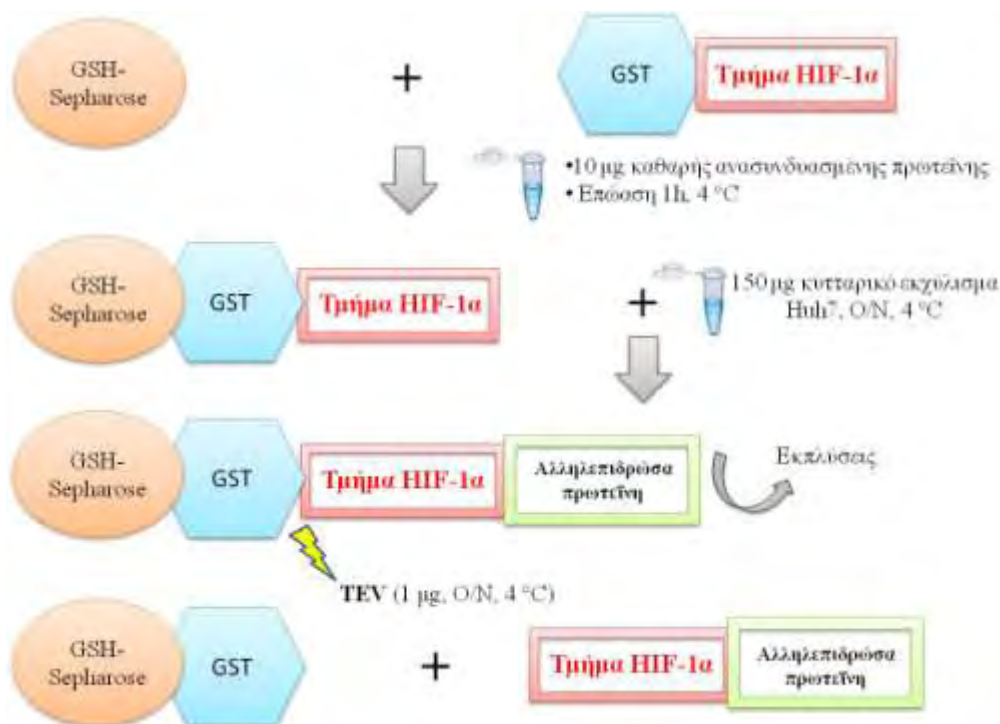 GSH-
Sepharose
+
GST
Τμήμα HIF-1α
•10 μg καθαρής ανασυνδυασμένης πρωτεΐνης
• Επώαση 1h, 4 °C
GSH-
Sepharose
GST
Τμήμα HIF-1α
+
150 μg κυτταρικό εκχύλισμα
Huh7, O/N, 4 °C
GSH-
Sepharose
GST
Τμήμα HIF-1α
Αλληλεπιδρώσα
πρωτεΐνη
Εκπλύσεις
TEV (1 μg, O/N, 4 °C)
GSH-
Sepharose
GST
+
Τμήμα HIF-1α
Αλληλεπιδρώσα
πρωτεΐνη